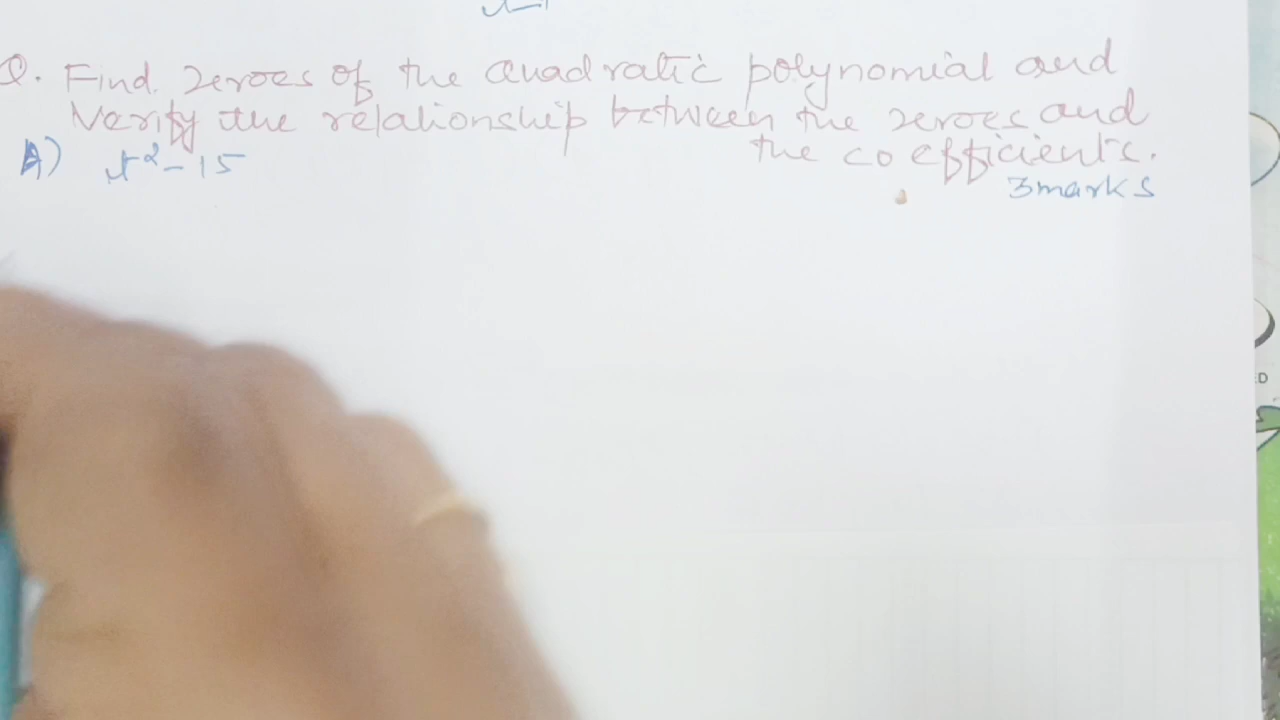 Q. Find zeroes of the quadratic polynomial and
Verify the relationship between the zeroes and
the coefficients.
A) t²-15
3marks